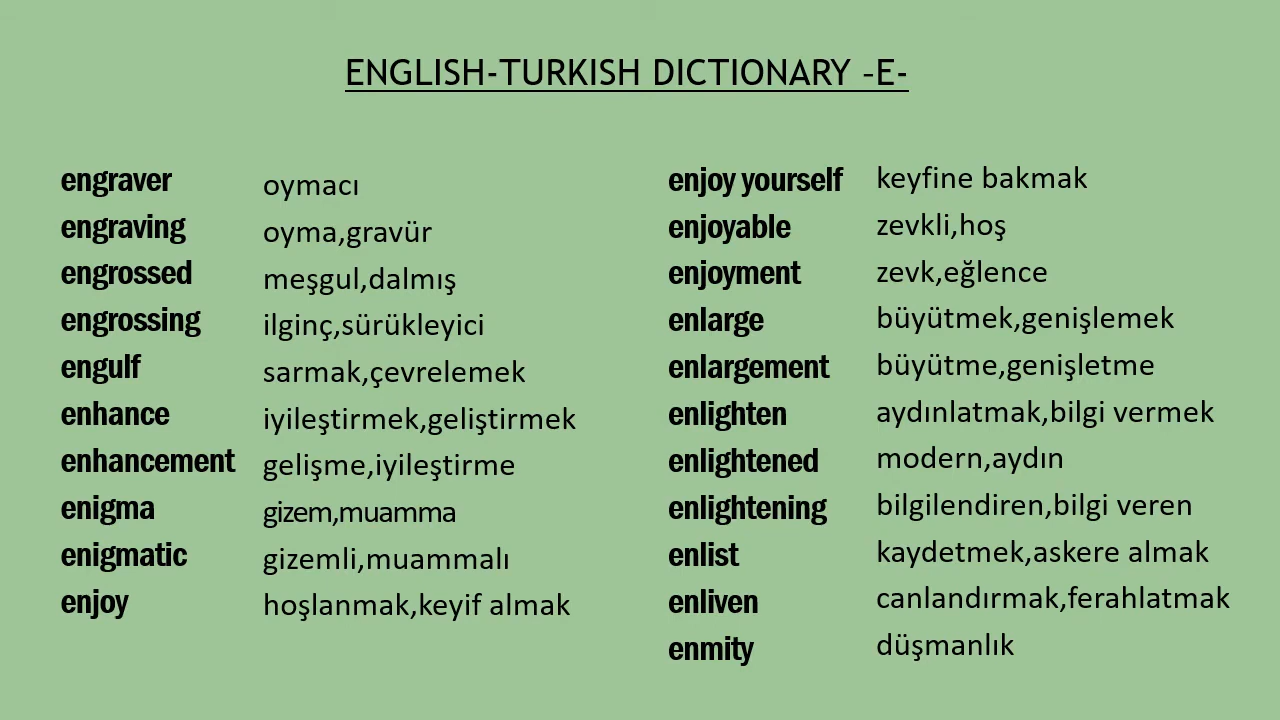 ENGLISH-TURKISH DICTIONARY –E-
engraver oymacı
engraving oyma,gravür
engrossed meşgul,dalmış
engrossing ilginç,sürükleyici
engulf sarmak,çevrelemek
enhance iyileştirmek,geliştirmek
enhancement gelişme,iyileştirme
enigma gizem,muamma
enigmatic gizemli,muammalı
enjoy hoşlanmak,keyif almak
enjoy yourself keyfine bakmak
enjoyable zevkli,hoş
enjoyment zevk,eğlence
enlarge büyütmek,genişlemek
enlargement büyütme,genişletme
enlighten aydınlatmak,bilgi vermek
enlightened modern,aydın
enlightening bilgilendiren,bilgi veren
enlist kaydetmek,askere almak
enliven canlandırmak,ferahlatmak
enmity düşmanlık